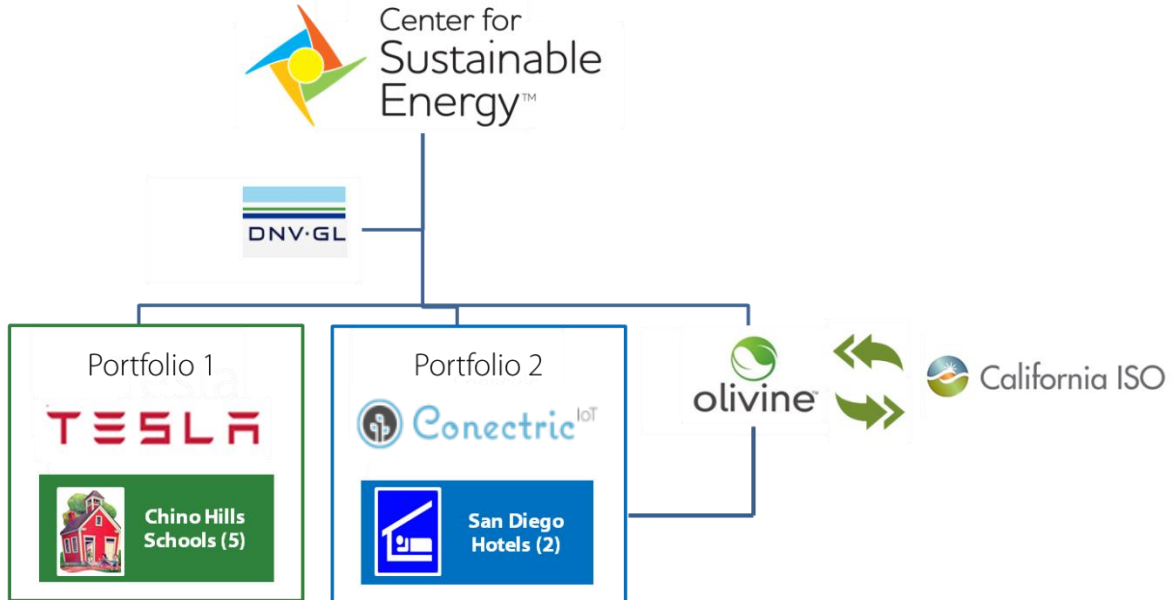 Center for
Sustainable
Energy™
DNV·GL
Portfolio 1
TESLA
Chino Hills
Schools (5)
Portfolio 2
Conectric IoT
San Diego
Hotels (2)
olivine™
California ISO